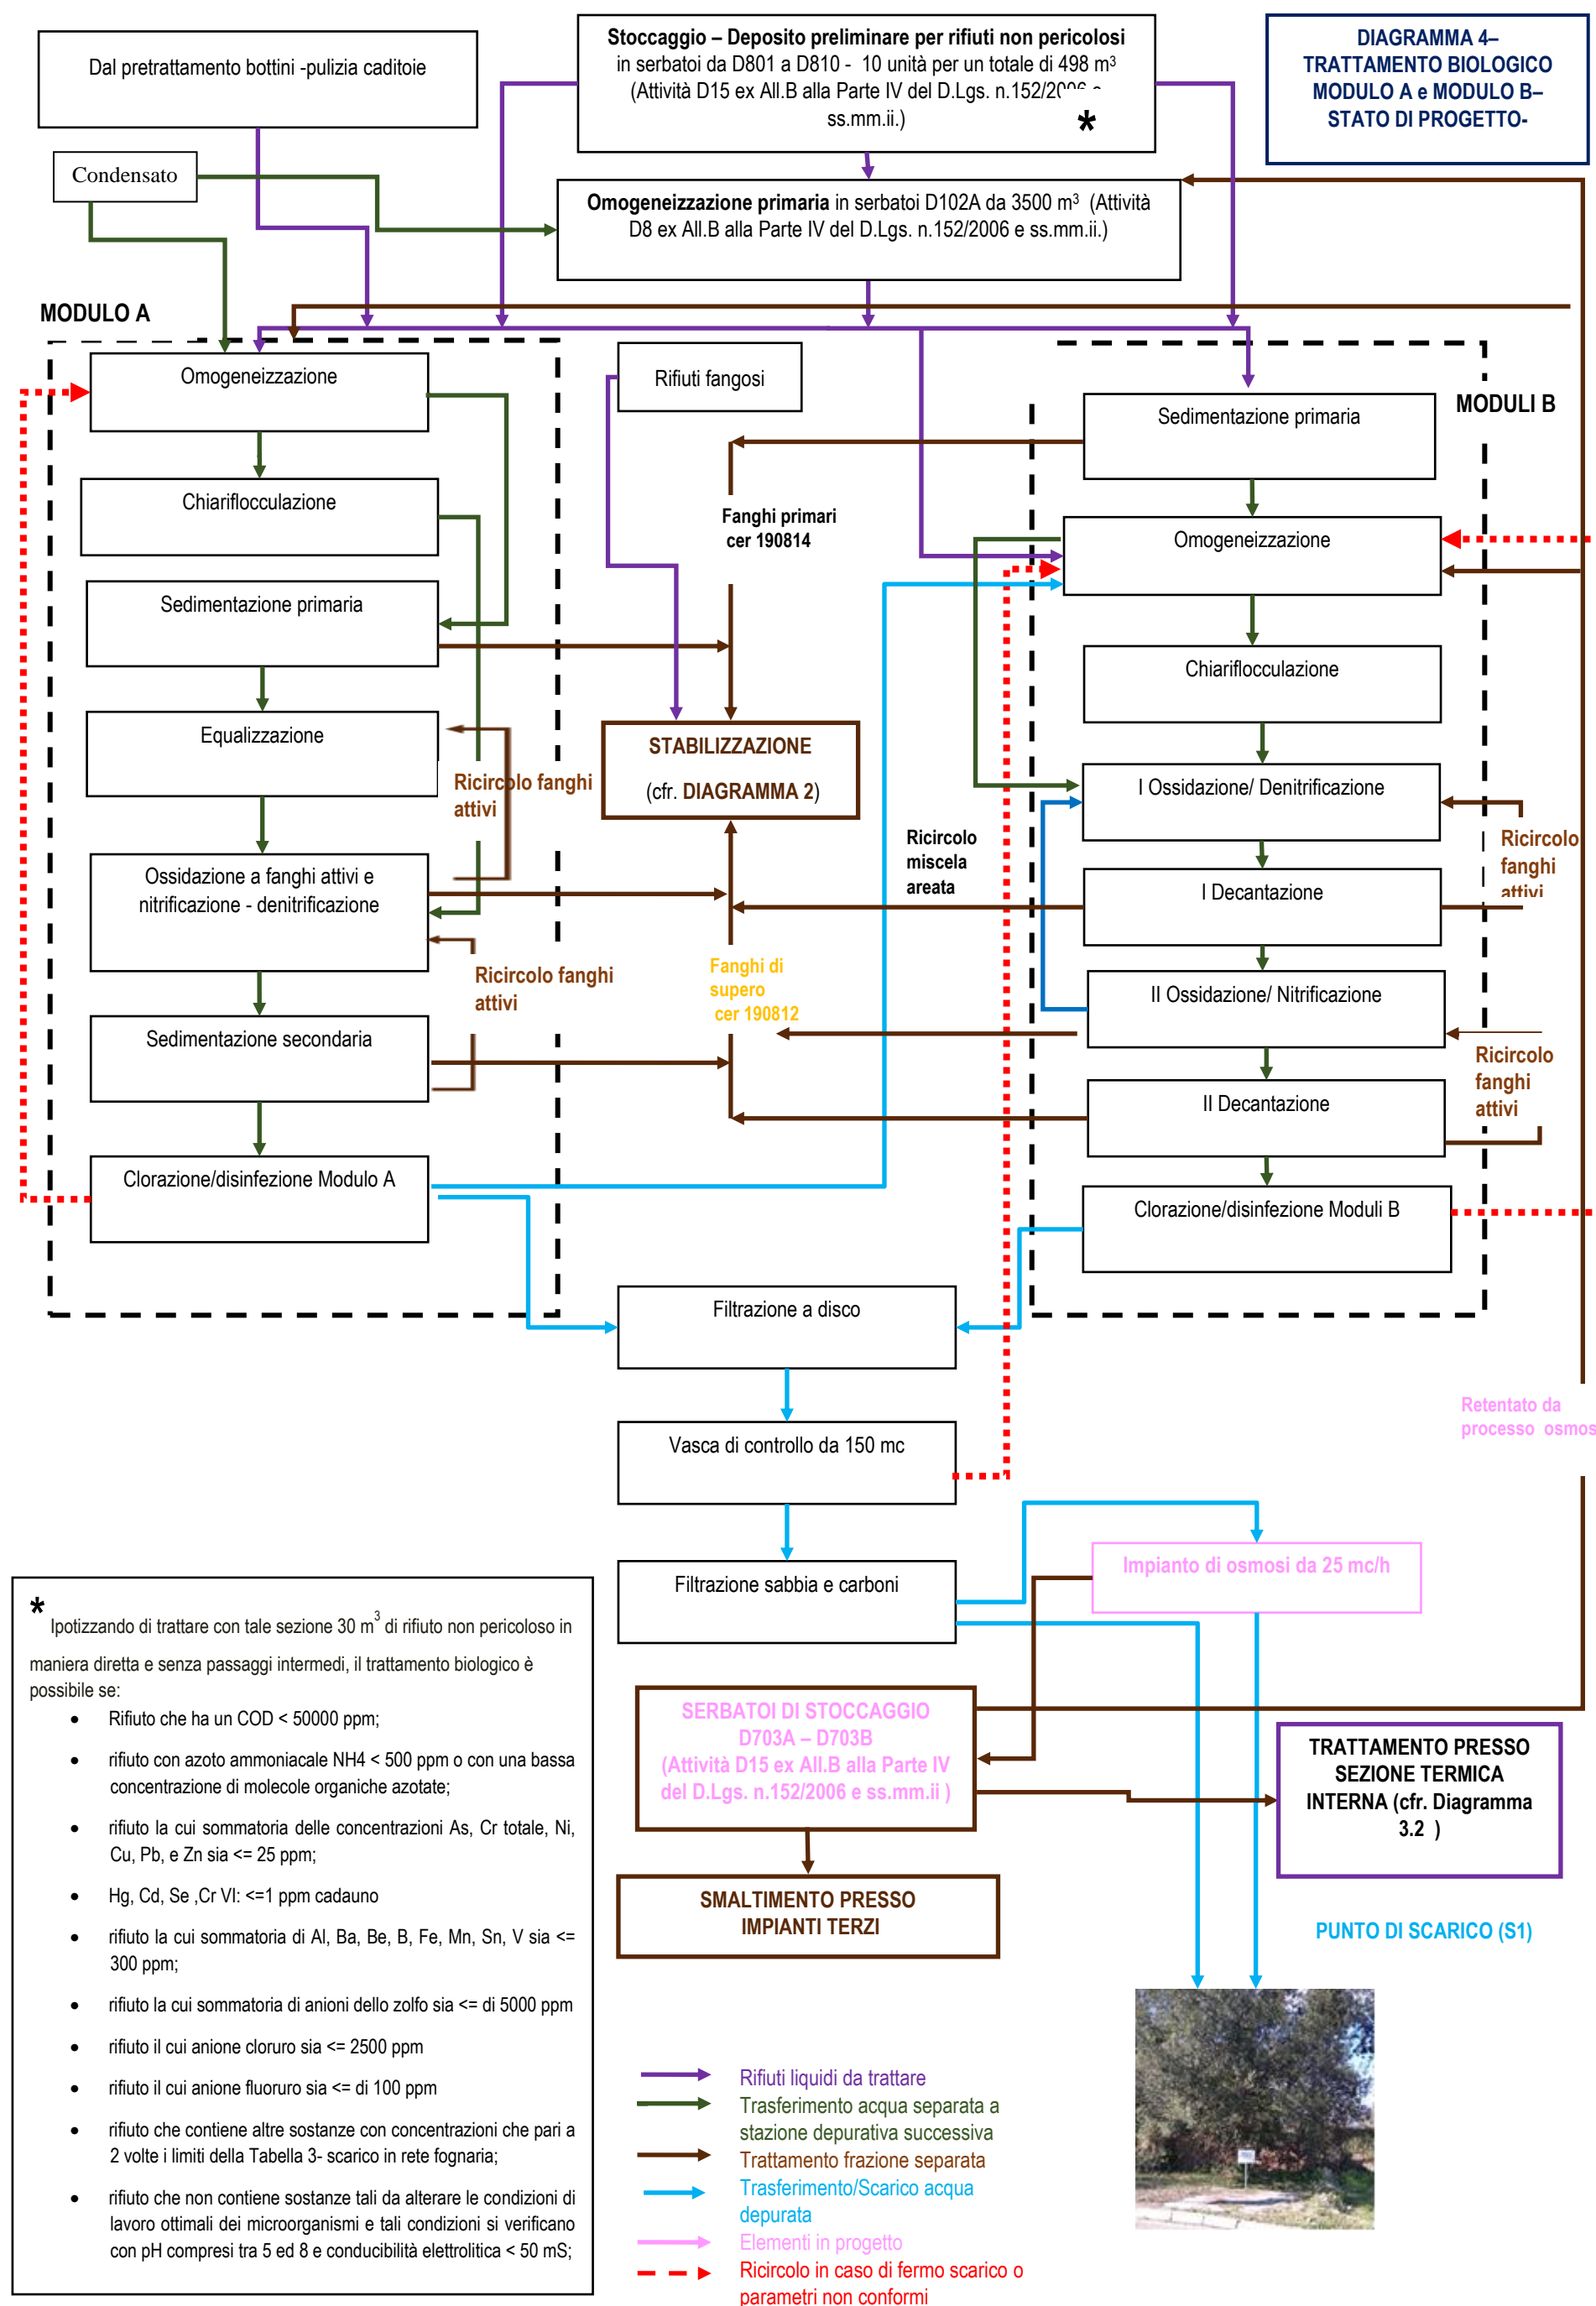 Dal pretrattamento bottini -pulizia caditoie
Stoccaggio – Deposito preliminare per rifiuti non pericolosi
in serbatoi da D801 a D810 - 10 unità per un totale di 498 m³
(Attività D15 ex All.B alla Parte IV del D.Lgs. n.152/2006 e
ss.mm.ii.)
*
DIAGRAMMA 4–
TRATTAMENTO BIOLOGICO
MODULO A e MODULO B–
STATO DI PROGETTO-
Condensato
Omogeneizzazione primaria in serbatoi D102A da 3500 m³ (Attività
D8 ex All.B alla Parte IV del D.Lgs. n.152/2006 e ss.mm.ii.)
MODULO A
Omogeneizzazione
Chiariflocculazione
Sedimentazione primaria
Equalizzazione
Ricircolo fanghi
attivi
Ossidazione a fanghi attivi e
nitrificazione - denitrificazione
Ricircolo fanghi
attivi
Sedimentazione secondaria
Clorazione/disinfezione Modulo A
Rifiuti fangosi
Fanghi primari
cer 190814
STABILIZZAZIONE
(cfr. DIAGRAMMA 2)
Fanghi di
supero
cer 190812
Ricircolo
miscela
areata
MODULI B
Sedimentazione primaria
Omogeneizzazione
Chiariflocculazione
I Ossidazione/ Denitrificazione
Ricircolo
fanghi
attivi
I Decantazione
II Ossidazione/ Nitrificazione
Ricircolo
fanghi
attivi
II Decantazione
Clorazione/disinfezione Moduli B
Filtrazione a disco
Vasca di controllo da 150 mc
Filtrazione sabbia e carboni
Retentato da
processo osmos
Impianto di osmosi da 25 mc/h
SERBATOI DI STOCCAGGIO
D703A – D703B
(Attività D15 ex All.B alla Parte IV
del D.Lgs. n.152/2006 e ss.mm.ii )
TRATTAMENTO PRESSO
SEZIONE TERMICA
INTERNA (cfr. Diagramma
3.2 )
SMALTIMENTO PRESSO
IMPIANTI TERZI
PUNTO DI SCARICO (S1)
* Ipotizzando di trattare con tale sezione 30 m³ di rifiuto non pericoloso in
maniera diretta e senza passaggi intermedi, il trattamento biologico è
possibile se:
• Rifiuto che ha un COD < 50000 ppm;
• rifiuto con azoto ammoniacale NH4 < 500 ppm o con una bassa
concentrazione di molecole organiche azotate;
• rifiuto la cui sommatoria delle concentrazioni As, Cr totale, Ni,
Cu, Pb, e Zn sia <= 25 ppm;
• Hg, Cd, Se ,Cr VI: <=1 ppm cadauno
• rifiuto la cui sommatoria di Al, Ba, Be, B, Fe, Mn, Sn, V sia <=
300 ppm;
• rifiuto la cui sommatoria di anioni dello zolfo sia <= di 5000 ppm
• rifiuto il cui anione cloruro sia <= 2500 ppm
• rifiuto il cui anione fluoruro sia <= di 100 ppm
• rifiuto che contiene altre sostanze con concentrazioni che pari a
2 volte i limiti della Tabella 3- scarico in rete fognaria;
• rifiuto che non contiene sostanze tali da alterare le condizioni di
lavoro ottimali dei microorganismi e tali condizioni si verificano
con pH compresi tra 5 ed 8 e conducibilità elettrolitica < 50 mS;
Rifiuti liquidi da trattare
Trasferimento acqua separata a
stazione depurativa successiva
Trattamento frazione separata
Trasferimento/Scarico acqua
depurata
Elementi in progetto
Ricircolo in caso di fermo scarico o
parametri non conformi